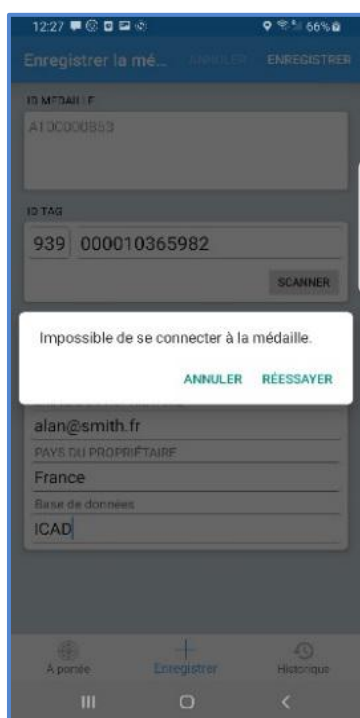 12:27 66%
Enregistrer la mé... ANNULER ENREGISTRER
ID MÉDAILLE
ID TAG
939 000010365982
SCANNER
Impossible de se connecter à la médaille.
ANNULER RÉESSAYER
alan@smith.fr
PAYS DU PROPRIÉTAIRE
France
Base de données
ICAD
À portée Enregistrer Historique